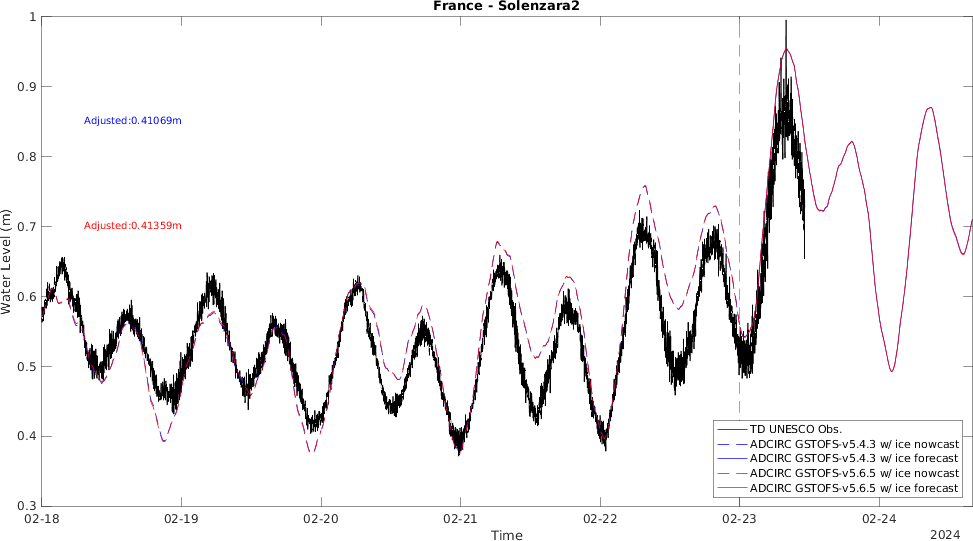 France - Solenzara2
1
0.9
0.8
0.7
0.6
0.5
0.4
0.3
Water Level (m)
Adjusted:0.41069m
Adjusted:0.41359m
TD UNESCO Obs.
ADCIRC GSTOFS-v5.4.3 w/ ice nowcast
ADCIRC GSTOFS-v5.4.3 w/ ice forecast
ADCIRC GSTOFS-v5.6.5 w/ ice nowcast
ADCIRC GSTOFS-v5.6.5 w/ ice forecast
02-18 02-19 02-20 02-21 02-22 02-23 02-24
Time
2024